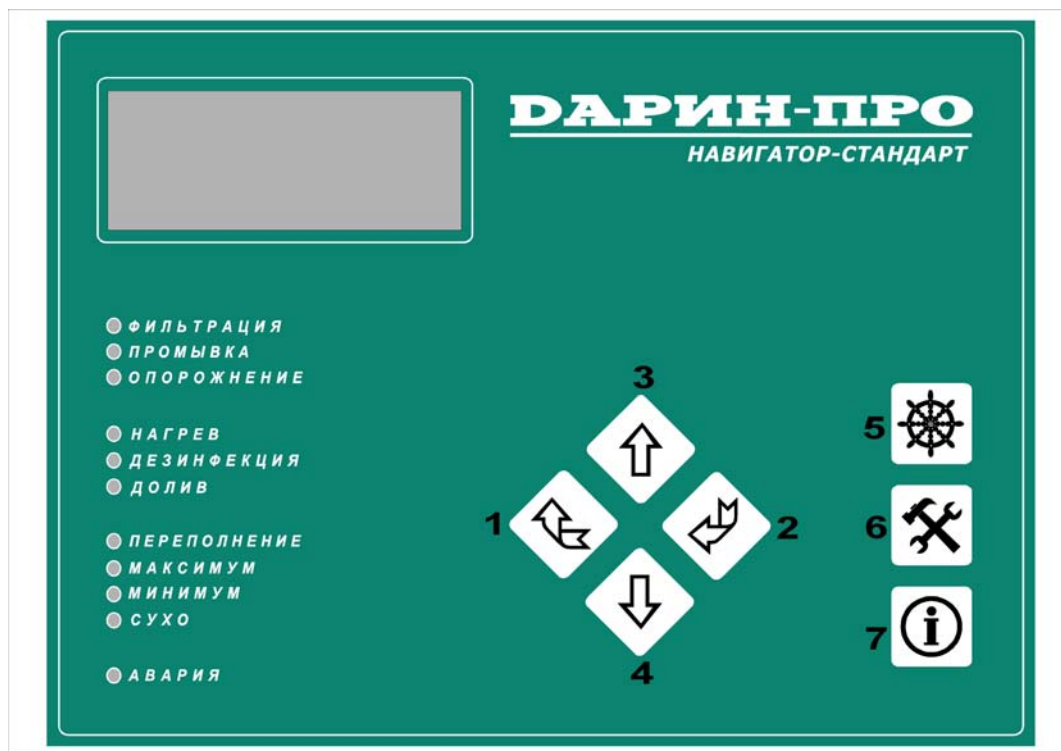 ДАРИН-ПРО
НАВИГАТОР-СТАНДАРТ
ФИЛЬТРАЦИЯ
ПРОМЫВКА
ОПОРОЖНЕНИЕ
НАГРЕВ
ДЕЗИНФЕКЦИЯ
ДОЛИВ
ПЕРЕПОЛНЕНИЕ
МАКСИМУМ
МИНИМУМ
СУХО
АВАРИЯ
3
1
2
4
5
6
7
i